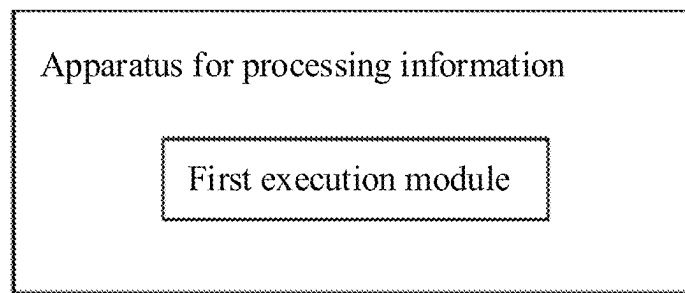 Apparatus for processing information
First execution module